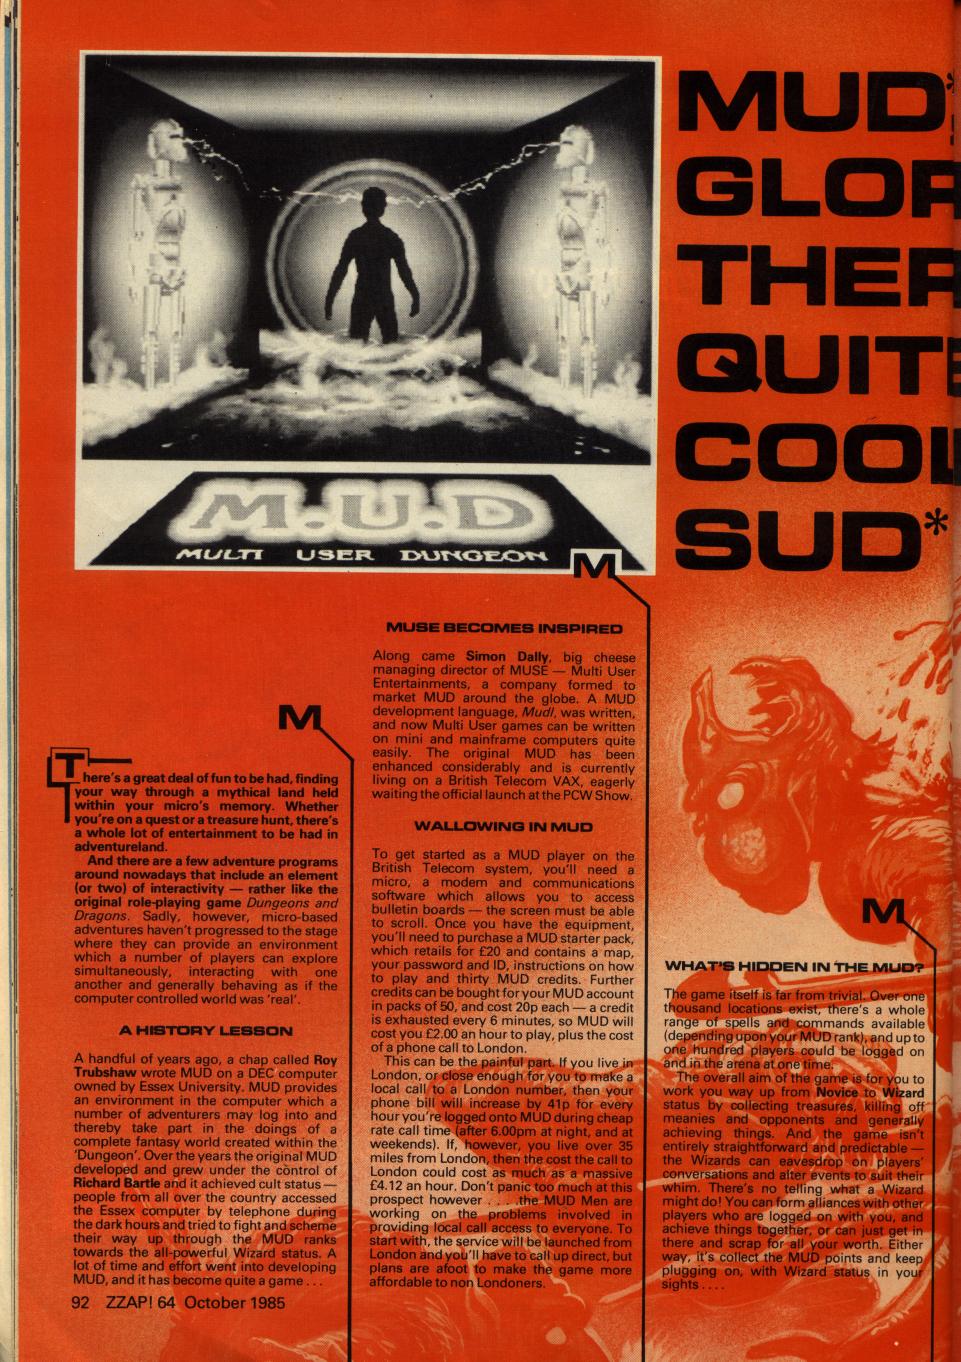 MUD*
GLOR
THER
QUITE
COOL
SUD*
M.U.D
MULTI USER DUNGEON
M
There's a great deal of fun to be had, finding
your way through a mythical land held
within your micro's memory. Whether
you're on a quest or a treasure hunt, there's
a whole lot of entertainment to be had in
adventureland.
And there are a few adventure programs
around nowadays that include an element
(or two) of interactivity — rather like the
original role-playing game Dungeons and
Dragons. Sadly, however, micro-based
adventures haven't progressed to the stage
where they can provide an environment
which a number of players can explore
simultaneously, interacting with one
another and generally behaving as if the
computer controlled world was 'real'.
A HISTORY LESSON
A handful of years ago, a chap called Roy
Trubshaw wrote MUD on a DEC computer
owned by Essex University. MUD provides
an environment in the computer which a
number of adventurers may log into and
thereby take part in the doings of a
complete fantasy world created within the
'Dungeon'. Over the years the original MUD
developed and grew under the control of
Richard Bartle and it achieved cult status —
people from all over the country accessed
the Essex computer by telephone during
the dark hours and tried to fight and scheme
their way up through the MUD ranks
towards the all-powerful Wizard status. A
lot of time and effort went into developing
MUD, and it has become quite a game . . .
M
MUSE BECOMES INSPIRED
Along came Simon Dally, big cheese
managing director of MUSE — Multi User
Entertainments, a company formed to
market MUD around the globe. A MUD
development language, Mudl, was written,
and now Multi User games can be written
on mini and mainframe computers quite
easily. The original MUD has been
enhanced considerably and is currently
living on a British Telecom VAX, eagerly
waiting the official launch at the PCW Show.
WALLOWING IN MUD
To get started as a MUD player on the
British Telecom system, you'll need a
micro, a modem and communications
software which allows you to access
bulletin boards — the screen must be able
to scroll. Once you have the equipment,
you'll need to purchase a MUD starter pack,
which retails for £20 and contains a map,
your password and ID, instructions on how
to play and thirty MUD credits. Further
credits can be bought for your MUD account
in packs of 50, and cost 20p each — a credit
is exhausted every 6 minutes, so MUD will
cost you £2.00 an hour to play, plus the cost
of a phone call to London.
This can be the painful part. If you live in
London, or close enough for you to make a
local call to a London number, then your
phone bill will increase by 41p for every
hour you're logged onto MUD during cheap
rate call time (after 6.00pm at night, and at
weekends). If, however, you live over 35
miles from London, then the cost the call to
London could cost as much as a massive
£4.12 an hour. Don't panic too much at this
prospect however . . . .the MUD Men are
working on the problems involved in
providing local call access to everyone. To
start with, the service will be launched from
London and you'll have to call up direct, but
plans are afoot to make the game more
affordable to non Londoners.
M
WHAT'S HIDDEN IN THE MUD?
The game itself is far from trivial. Over one
thousand locations exist, there's a whole
range of spells and commands available
(depending upon your MUD rank), and up to
one hundred players could be logged on
and in the arena at one time.
The overall aim of the game is for you to
work you way up from Novice to Wizard
status by collecting treasures, killing off
meanies and opponents and generally
achieving things. And the game isn't
entirely straightforward and predictable —
the Wizards can eavesdrop on players'
conversations and alter events to suit their
whim. There's no telling what a Wizard
might do! You can form alliances with other
players who are logged on with you, and
achieve things together, or can just get in
there and scrap for all your worth. Either
way, it's collect the MUD points and keep
plugging on, with Wizard status in your
sights . . . .
92 ZZAP! 64 October 1985